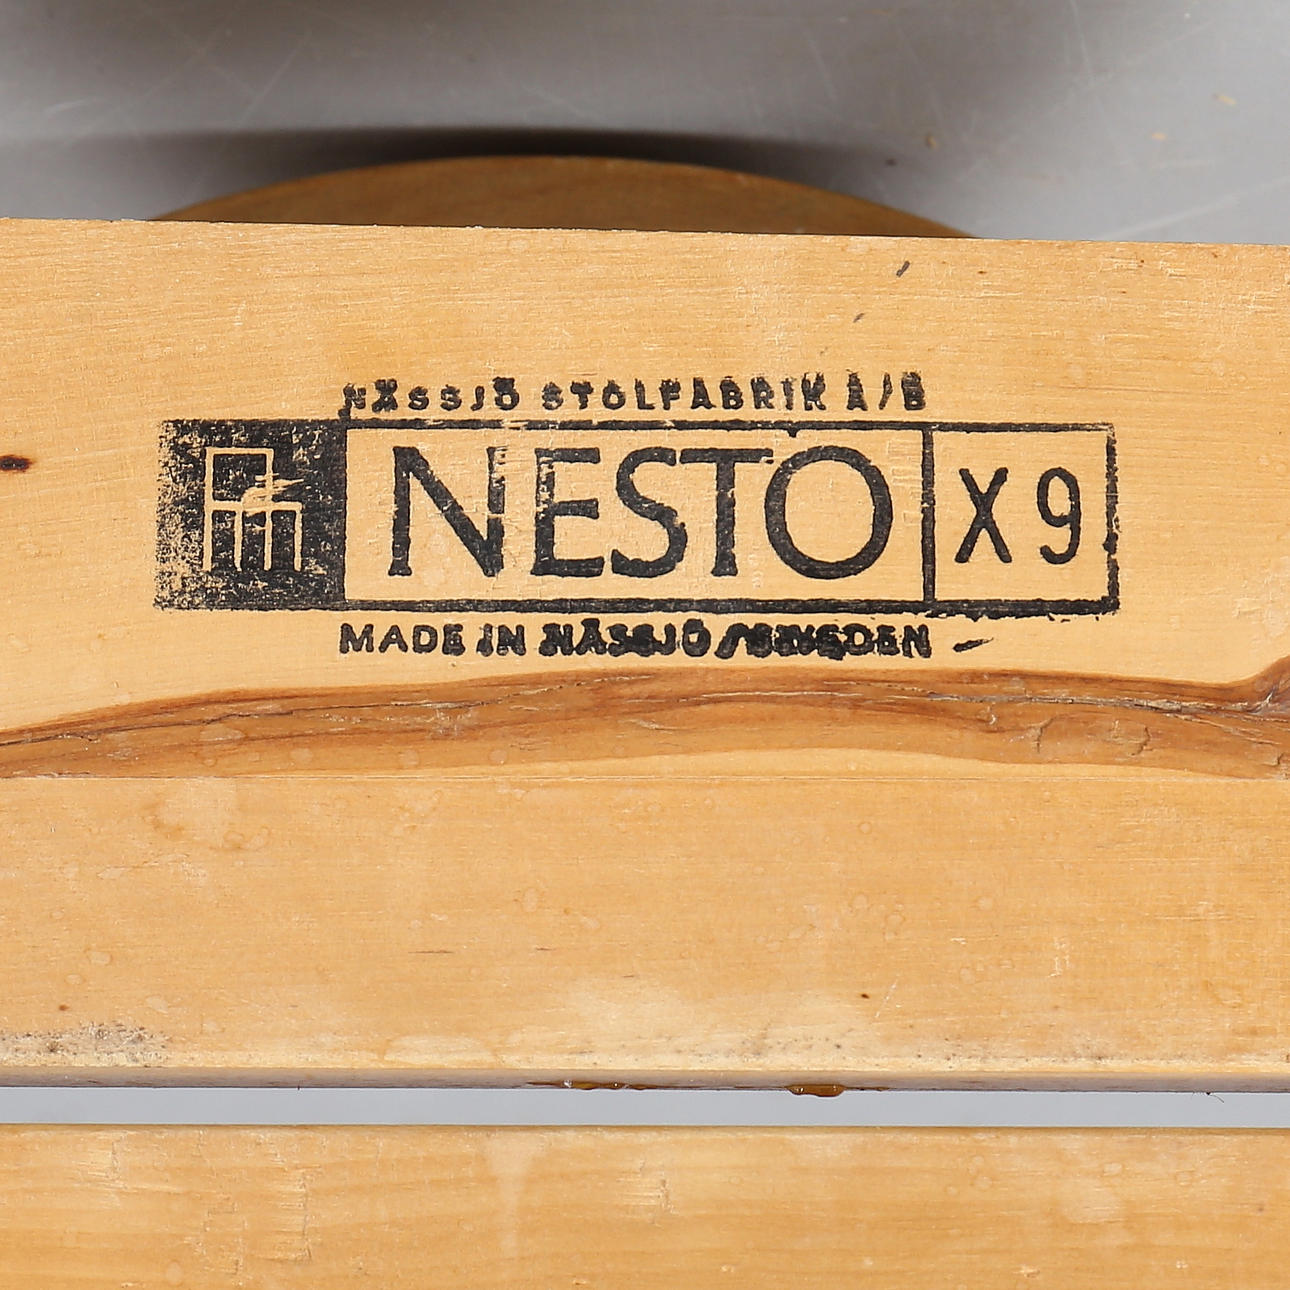 NÄSSJÖ STOLFABRIK A/B
NESTO X9
MADE IN NÄSSJÖ/SWEDEN